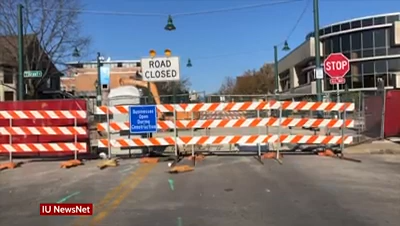 ROAD
CLOSED
STOP
Businesses
Open
During
Construction
IU NewsNet